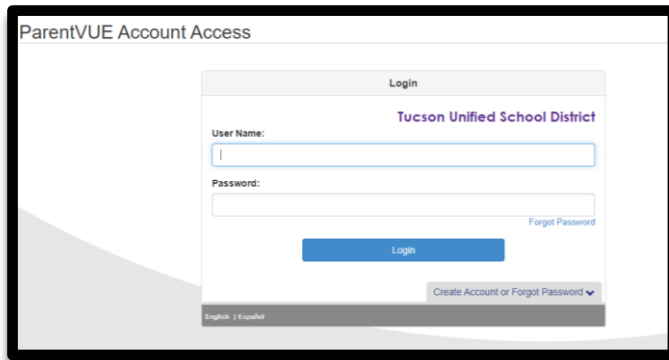 ParentVUE Account Access
Login
Tucson Unified School District
User Name:
Password:
Forgot Password
Login
Create Account or Forgot Password
English | Español